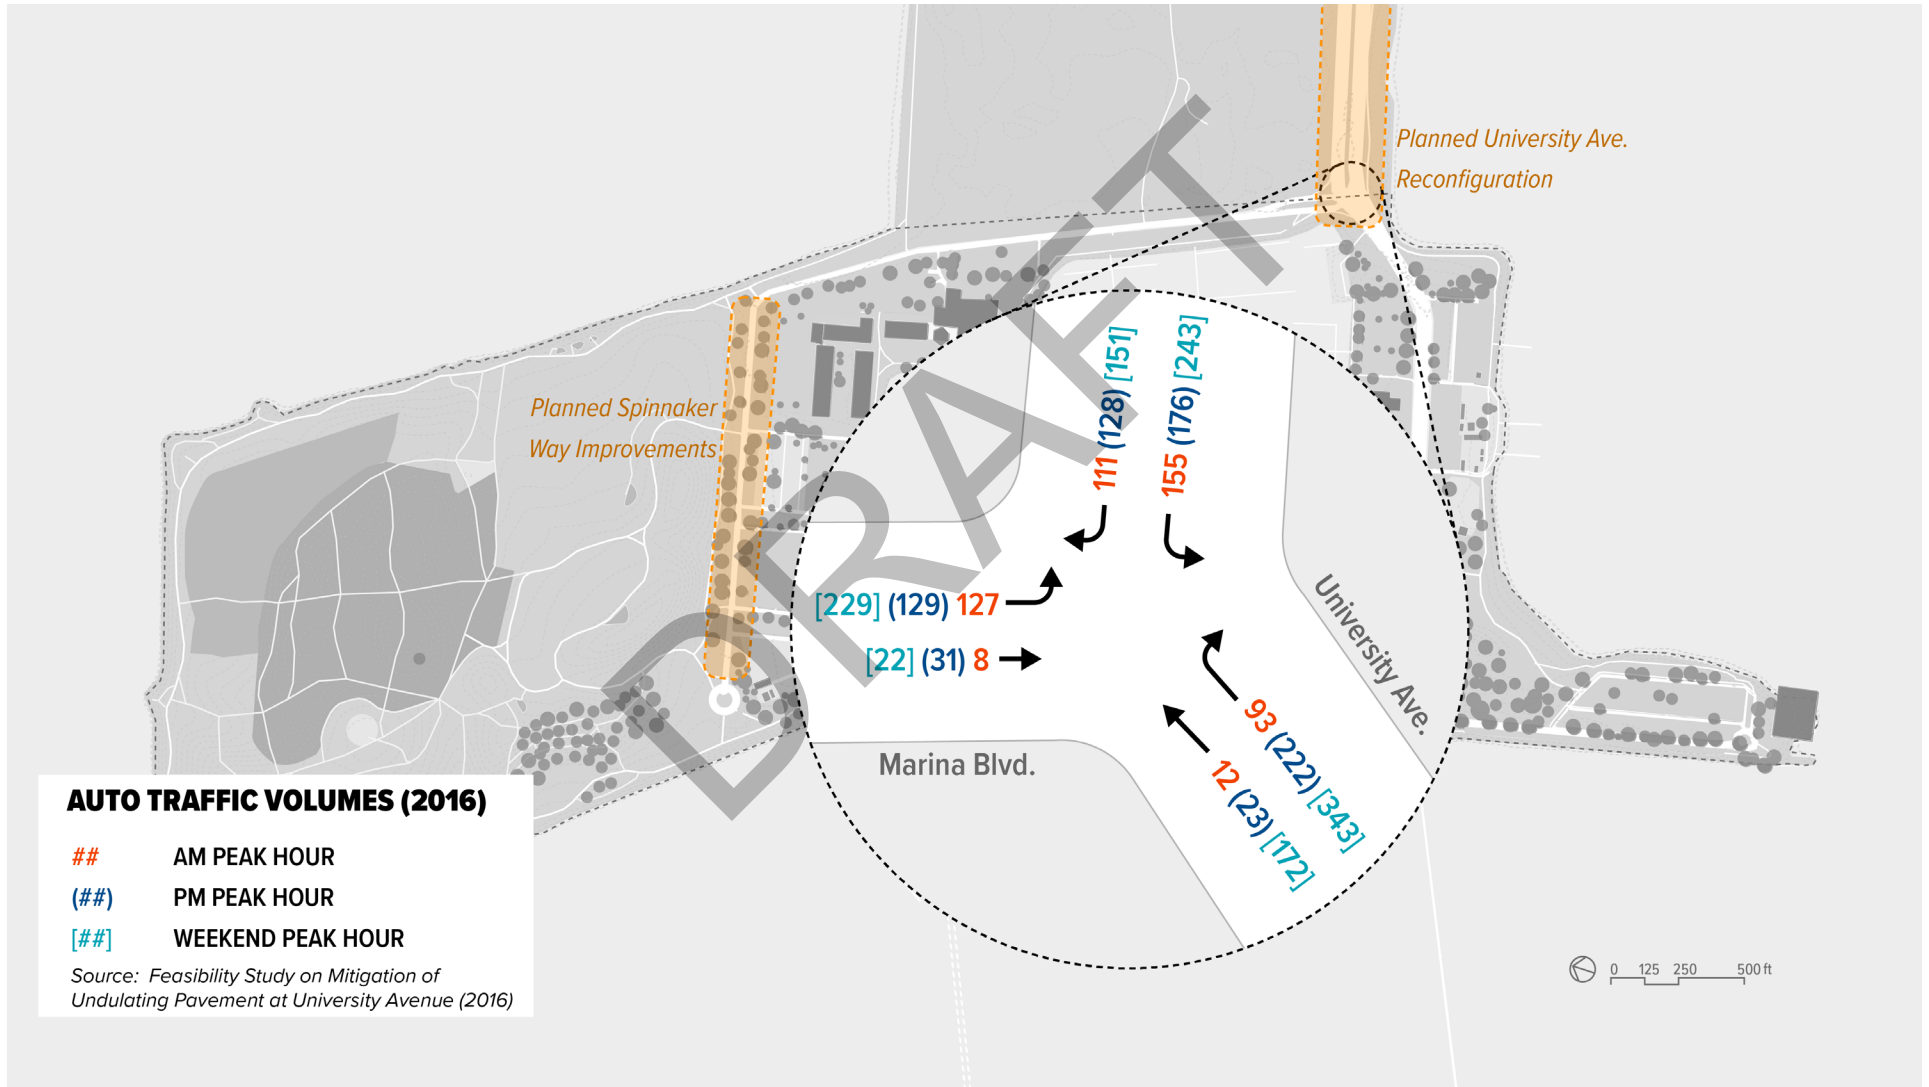 Planned University Ave.
Reconfiguration
Planned Spinnaker
Way Improvements
DRAFT
111 (128) [151]
155 (176) [243]
[229] (129) 127
[22] (31) 8
93 (222) [343]
12 (23) [172]
University Ave.
Marina Blvd.
AUTO TRAFFIC VOLUMES (2016)
## AM PEAK HOUR
(##) PM PEAK HOUR
[##] WEEKEND PEAK HOUR
Source: Feasibility Study on Mitigation of
Undulating Pavement at University Avenue (2016)
0 125 250 500 ft